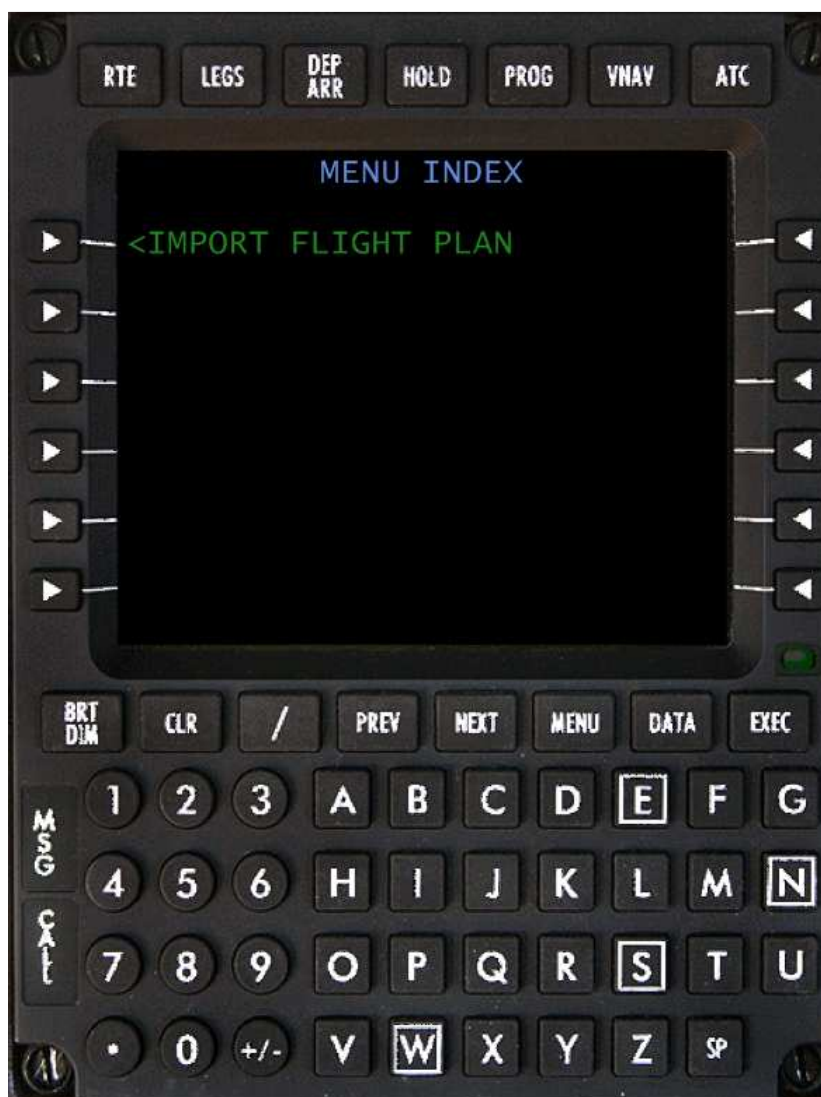 RTE LEGS DEP ARR HOLD PROG VNAV ATC
MENU INDEX
<IMPORT FLIGHT PLAN
BRT DIM CLR / PREV NEXT MENU DATA EXEC
MSG
1 2 3 A B C D E F G
4 5 6 H I J K L M N
CALL
7 8 9 O P Q R S T U
. 0 +/- V W X Y Z SP